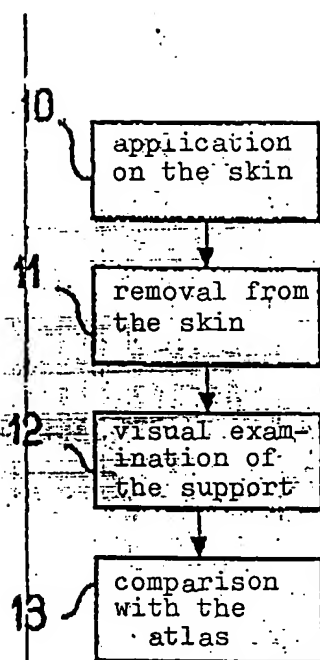 10
application
on the skin
11
removal from
the skin
12
visual exam-
ination of
the support
13
comparison
with the
atlas